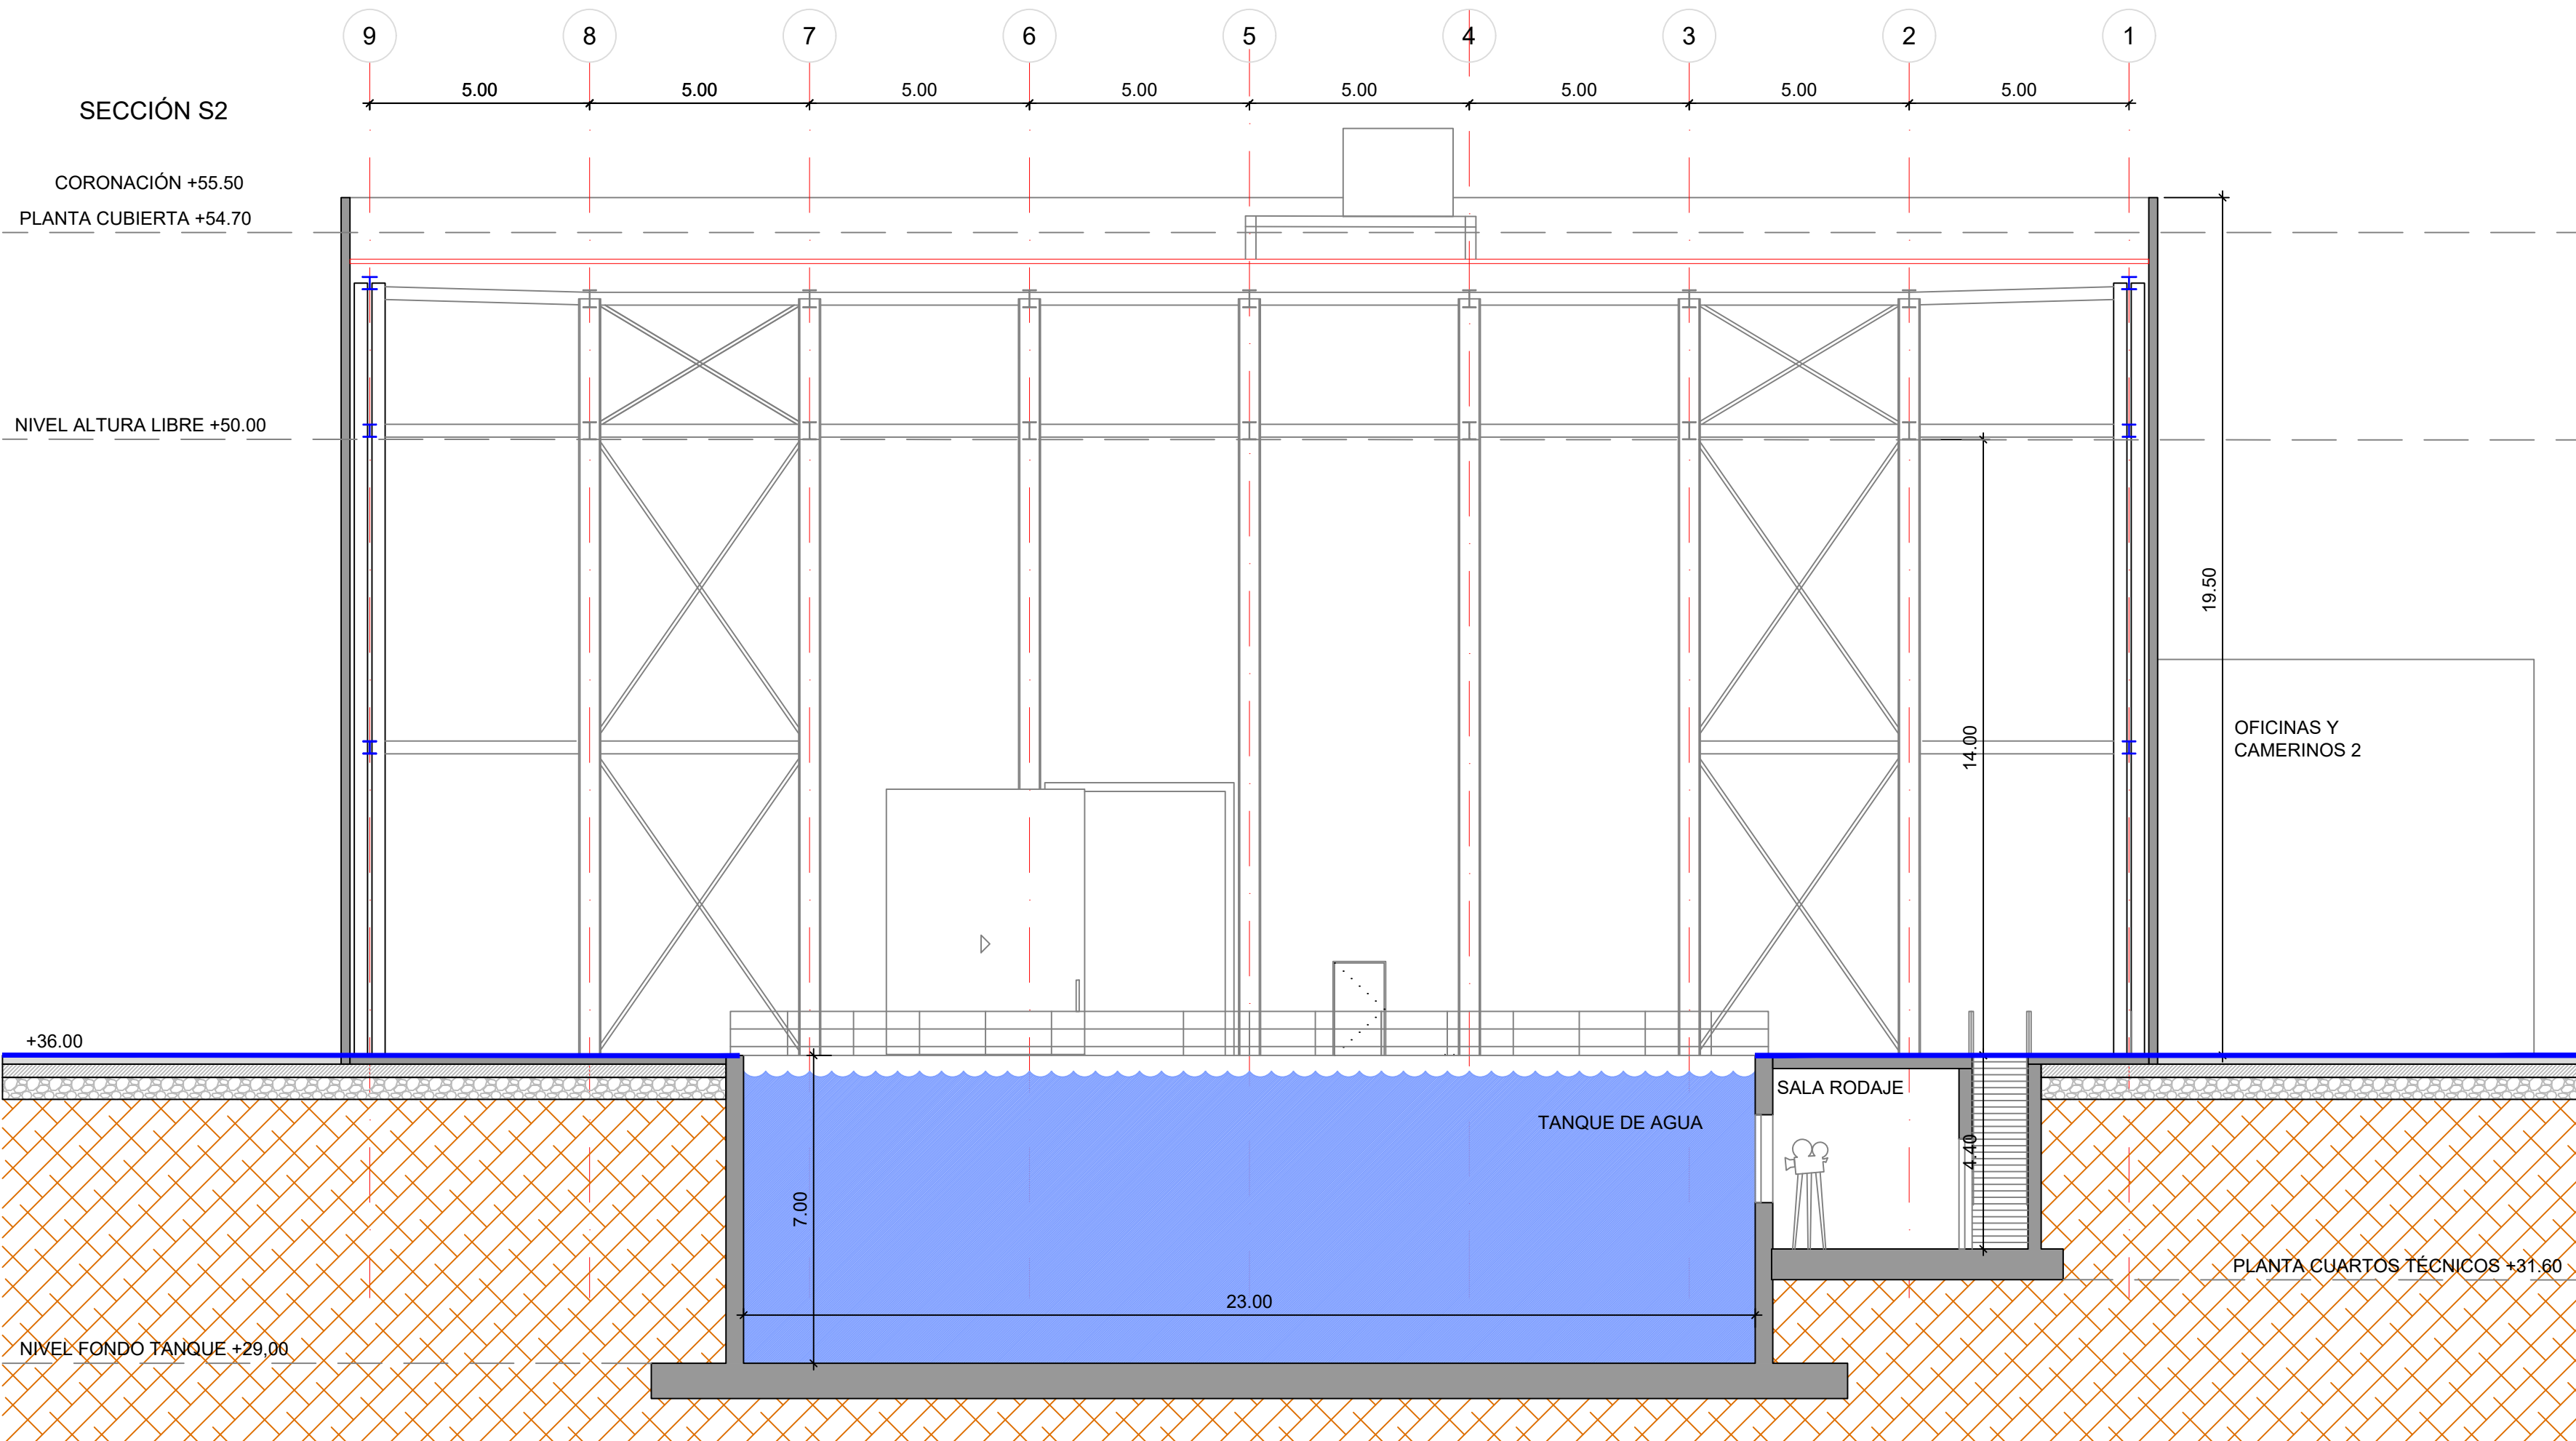 9 8 7 6 5 4 3 2 1
5.00 5.00 5.00 5.00 5.00 5.00 5.00 5.00
SECCIÓN S2
CORONACIÓN +55.50
PLANTA CUBIERTA +54.70
NIVEL ALTURA LIBRE +50.00
19.50
14.00
OFICINAS Y
CAMERINOS 2
+36.00
SALA RODAJE
TANQUE DE AGUA
4.40
7.00
PLANTA CUARTOS TÉCNICOS +31.60
23.00
NIVEL FONDO TANQUE +29,00